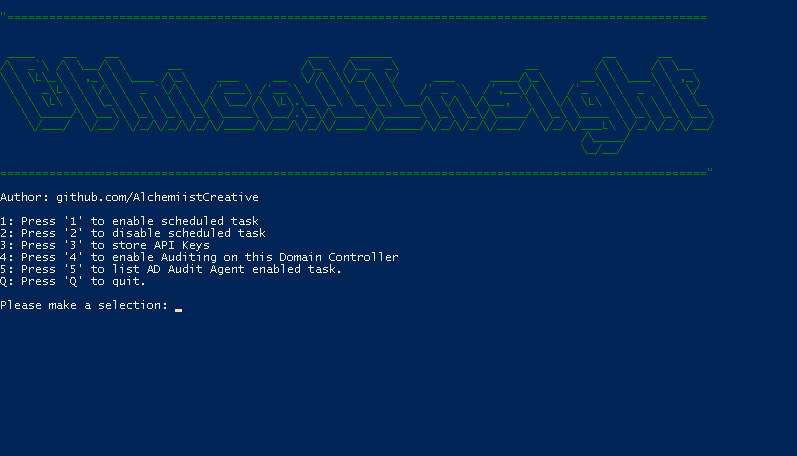 Author: github.com/AlchemiistCreative
1: Press '1' to enable scheduled task
2: Press '2' to disable scheduled task
3: Press '3' to store API Keys
4: Press '4' to enable Auditing on this Domain Controller
5: Press '5' to list AD Audit Agent enabled task.
Q: Press 'Q' to quit.
Please make a selection: